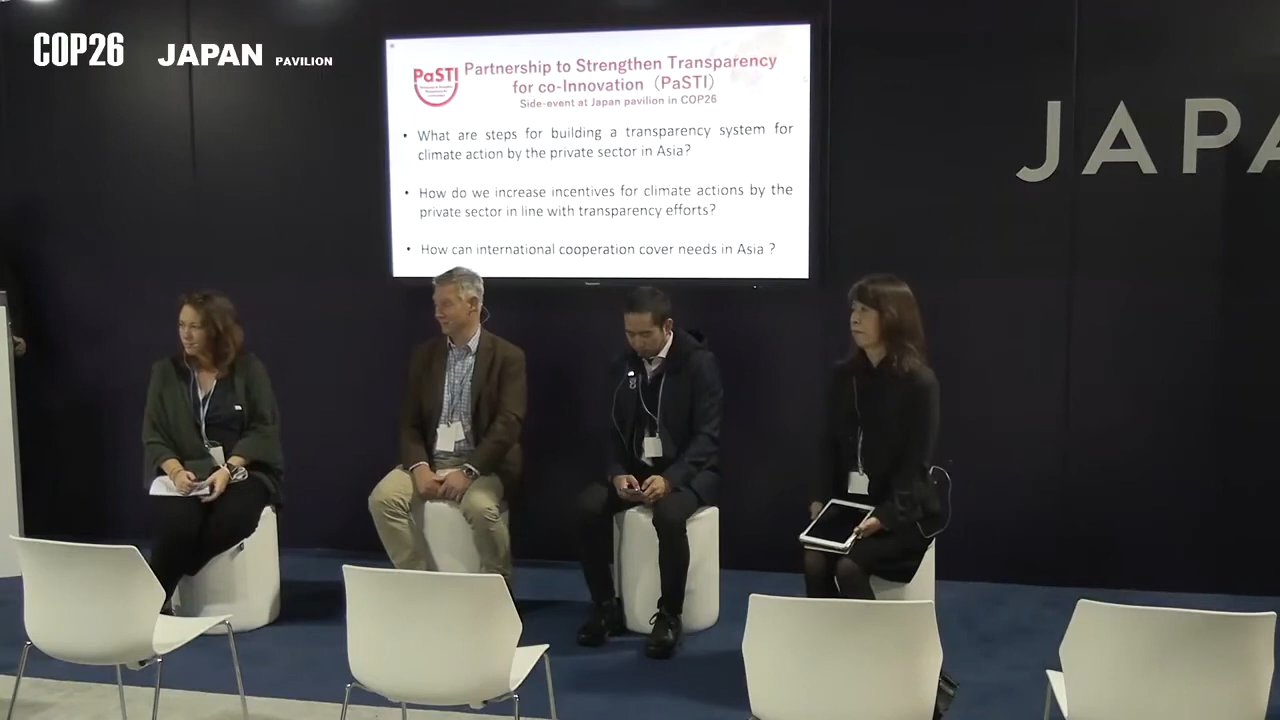 COP26 JAPAN PAVILION
PaSTI
Partnership to Strengthen Transparency
for co-Innovation (PaSTI)
Side-event at Japan pavilion in COP26
• What are steps for building a transparency system for
climate action by the private sector in Asia?
• How do we increase incentives for climate actions by the
private sector in line with transparency efforts?
• How can international cooperation cover needs in Asia ?
JAPA